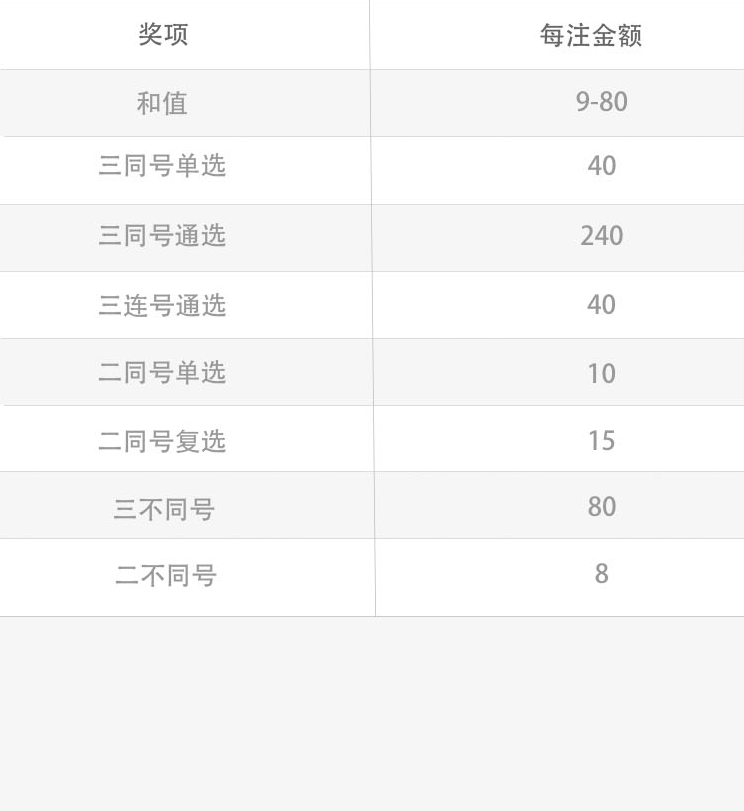 奖项 每注金额
和值 9-80
三同号单选 40
三同号通选 240
三连号通选 40
二同号单选 10
二同号复选 15
三不同号 80
二不同号 8